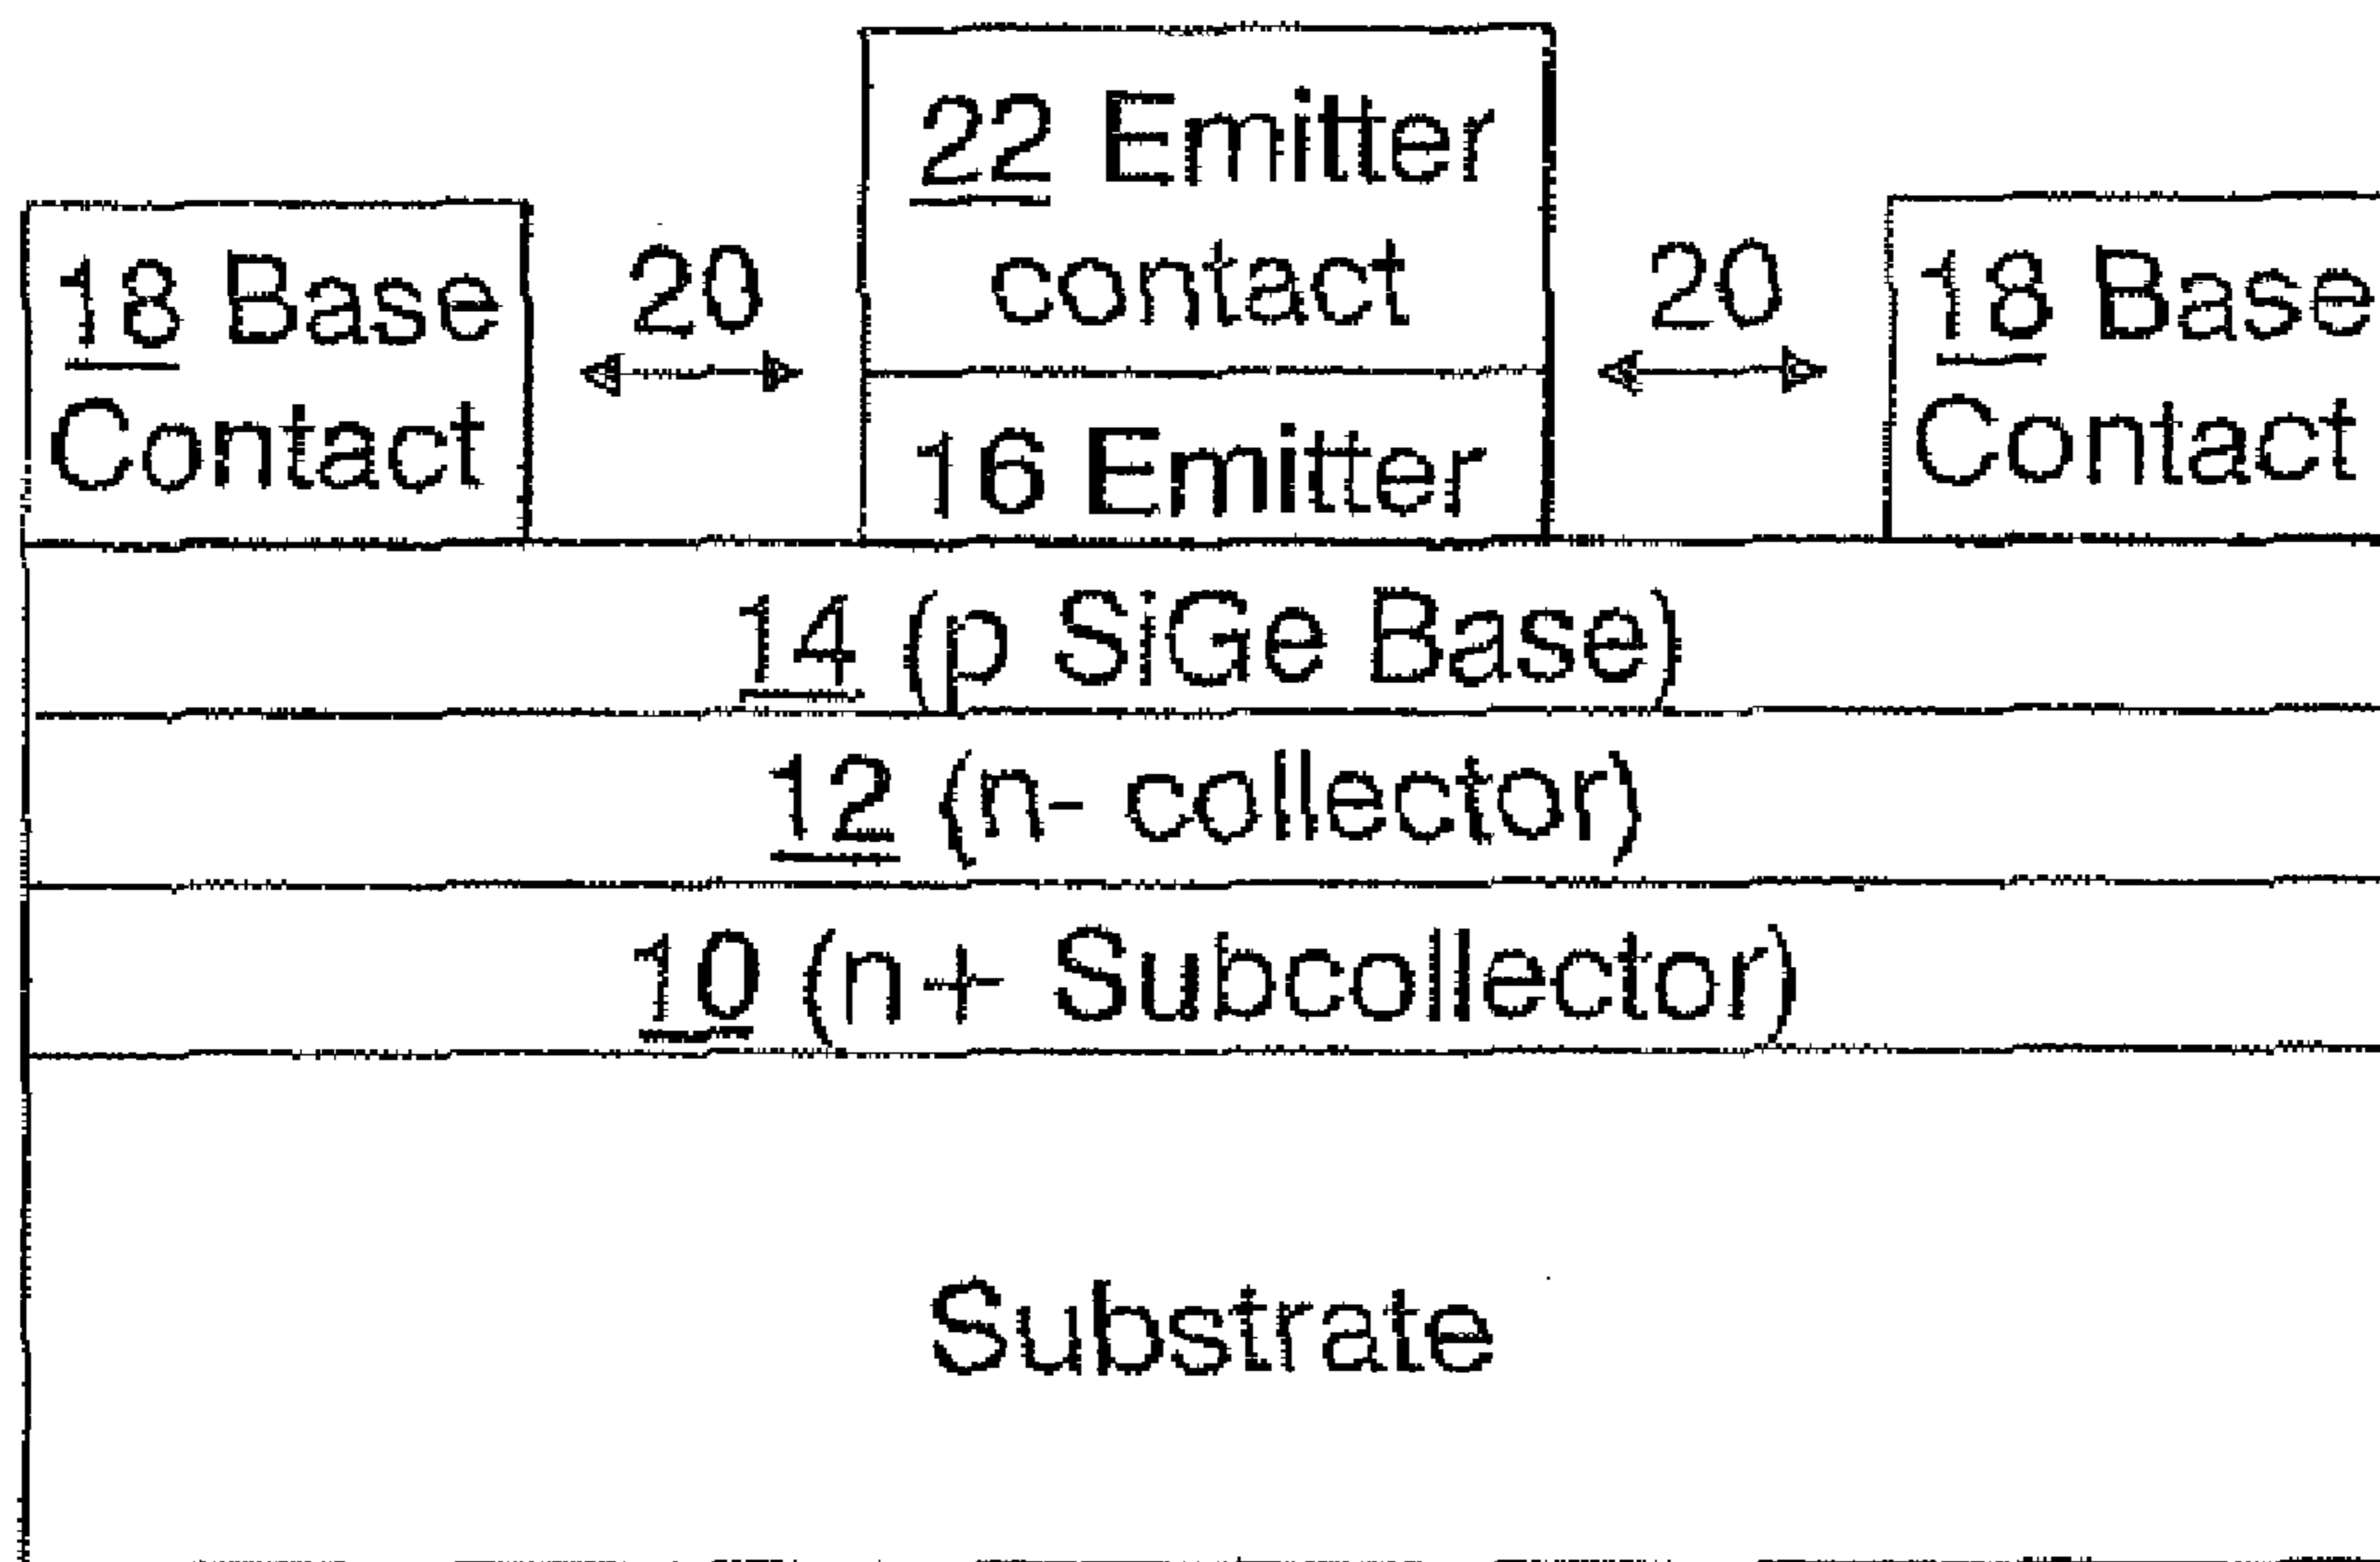 22 Emitter
contact
18 Base
Contact
20
20
18 Base
Contact
16 Emitter
14 (p SiGe Base)
12 (n- collector)
10 (n+ Subcollector)
Substrate